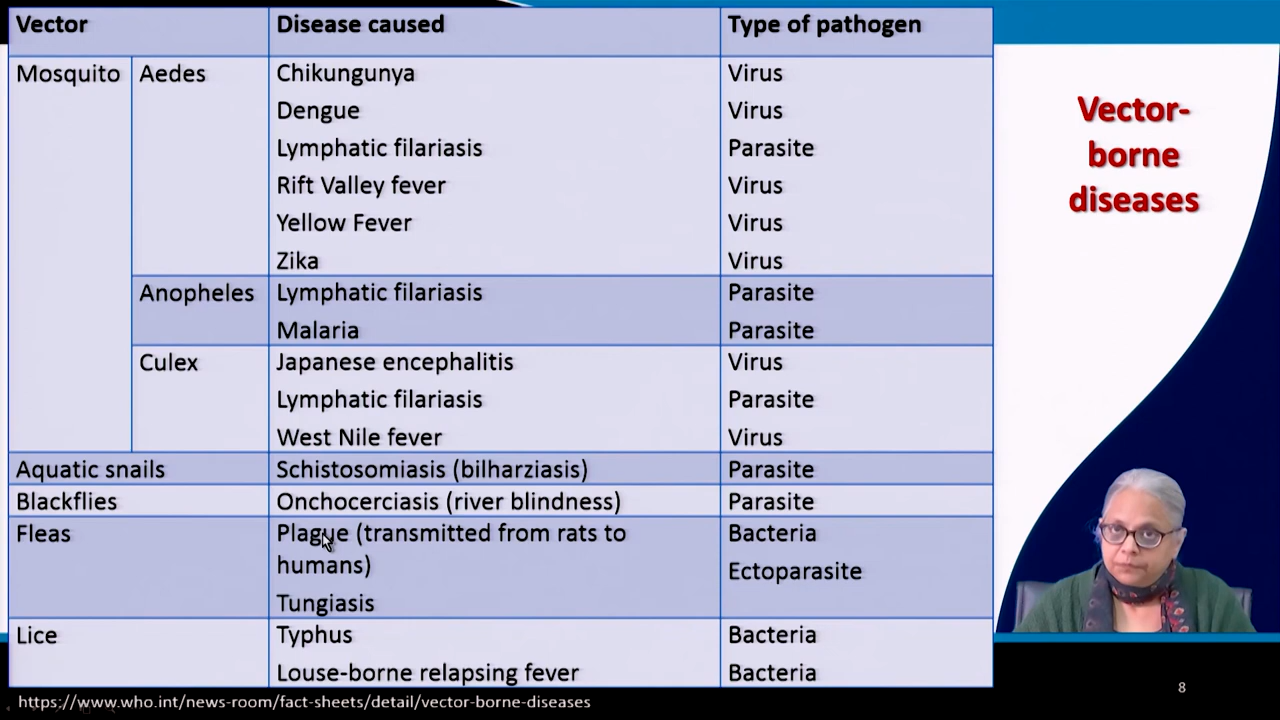 Vector Disease caused Type of pathogen
Mosquito Aedes Chikungunya Virus
Dengue Virus
Lymphatic filariasis Parasite
Rift Valley fever Virus
Yellow Fever Virus
Zika Virus
Anopheles Lymphatic filariasis Parasite
Malaria Parasite
Culex Japanese encephalitis Virus
Lymphatic filariasis Parasite
West Nile fever Virus
Aquatic snails Schistosomiasis (bilharziasis) Parasite
Blackflies Onchocerciasis (river blindness) Parasite
Fleas Plague (transmitted from rats to Bacteria
humans) Ectoparasite
Tungiasis
Lice Typhus Bacteria
Louse-borne relapsing fever Bacteria
https://www.who.int/news-room/fact-sheets/detail/vector-borne-diseases
Vector-
borne
diseases
8